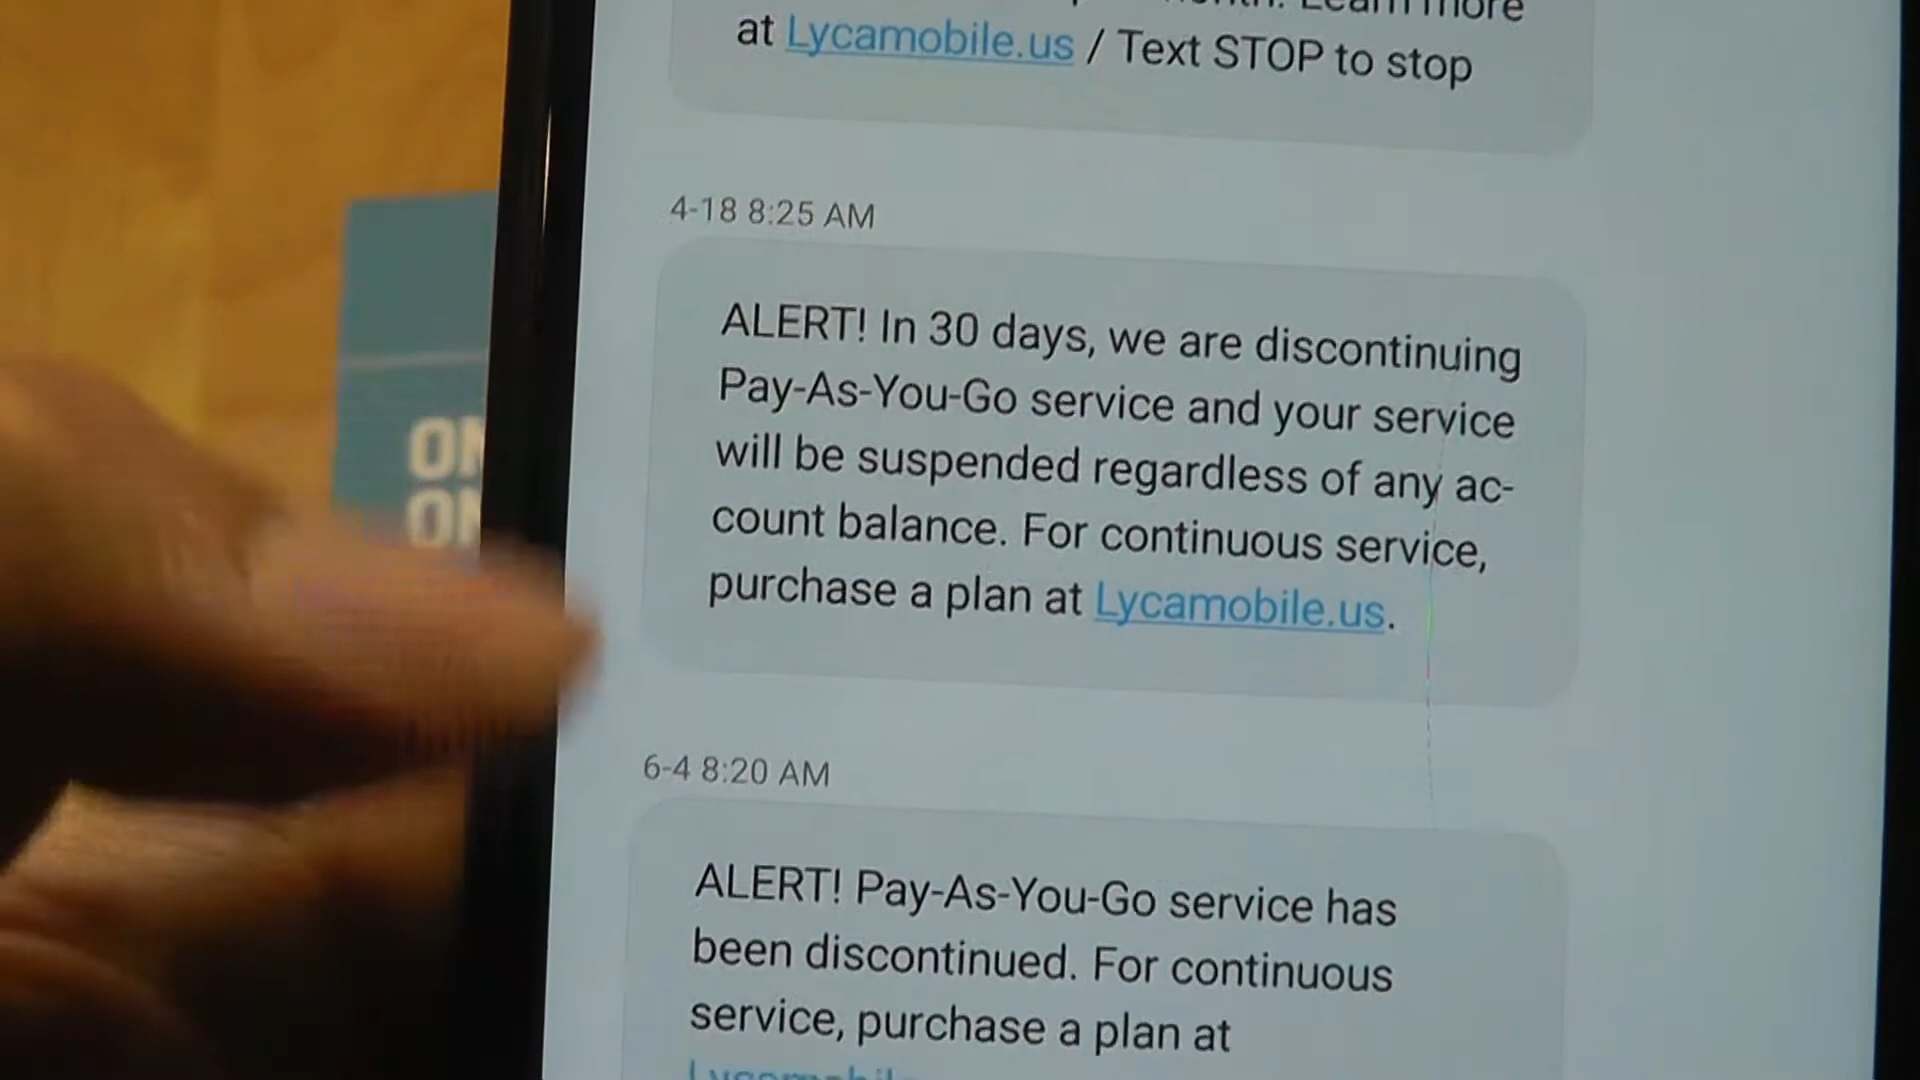 Learn more
at Lycamobile.us / Text STOP to stop
4-18 8:25 AM
ALERT! In 30 days, we are discontinuing
Pay-As-You-Go service and your service
will be suspended regardless of any ac-
count balance. For continuous service,
purchase a plan at Lycamobile.us.
6-4 8:20 AM
ALERT! Pay-As-You-Go service has
been discontinued. For continuous
service, purchase a plan at